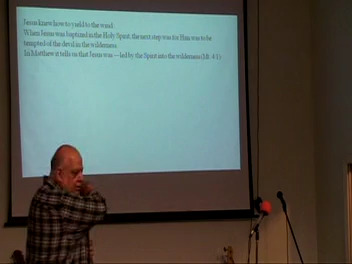 Jesus knew how to yield to the wind.
When Jesus was baptized in the Holy Spirit the next step was for Him was to be
tempted of the devil in the wilderness.
In Matthew it tells us that Jesus was — led by the Spirit into the wilderness (Mt. 4:1)